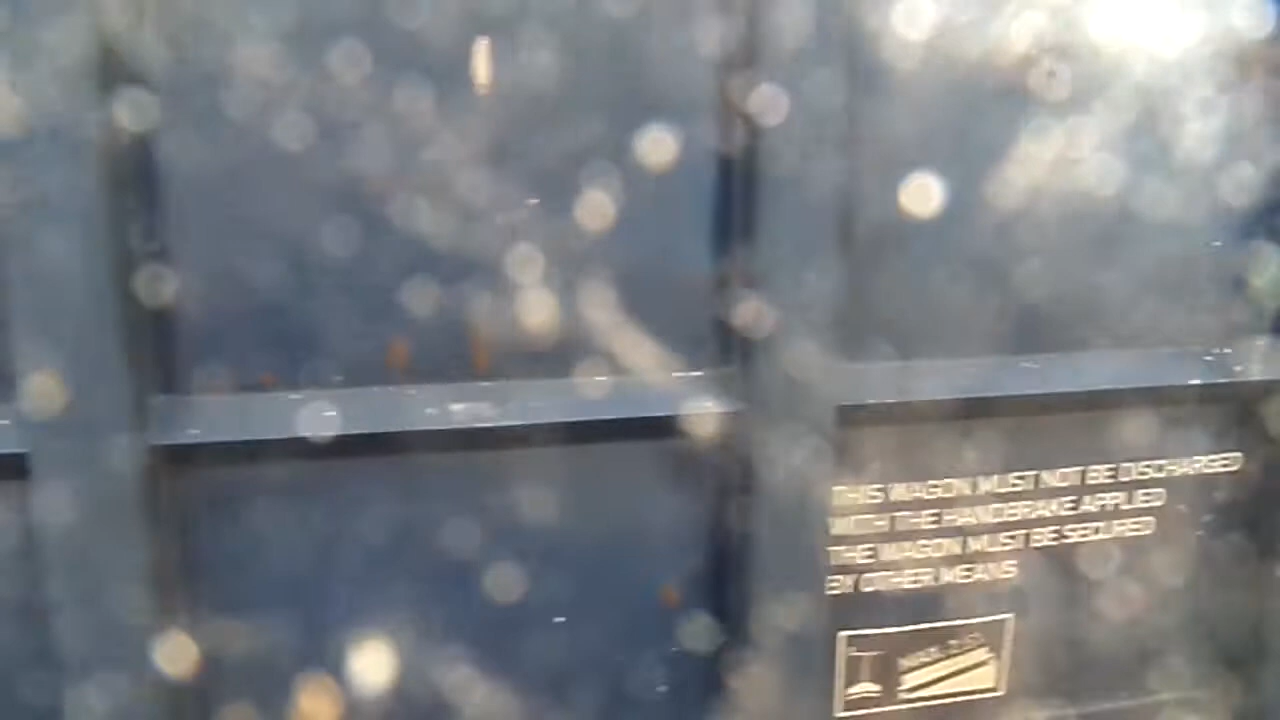 THIS WAGON MUST NOT BE DISCHARGED
WITH THE HANDBRAKE APPLIED
THE WAGON MUST BE SECURED
BY OTHER MEANS